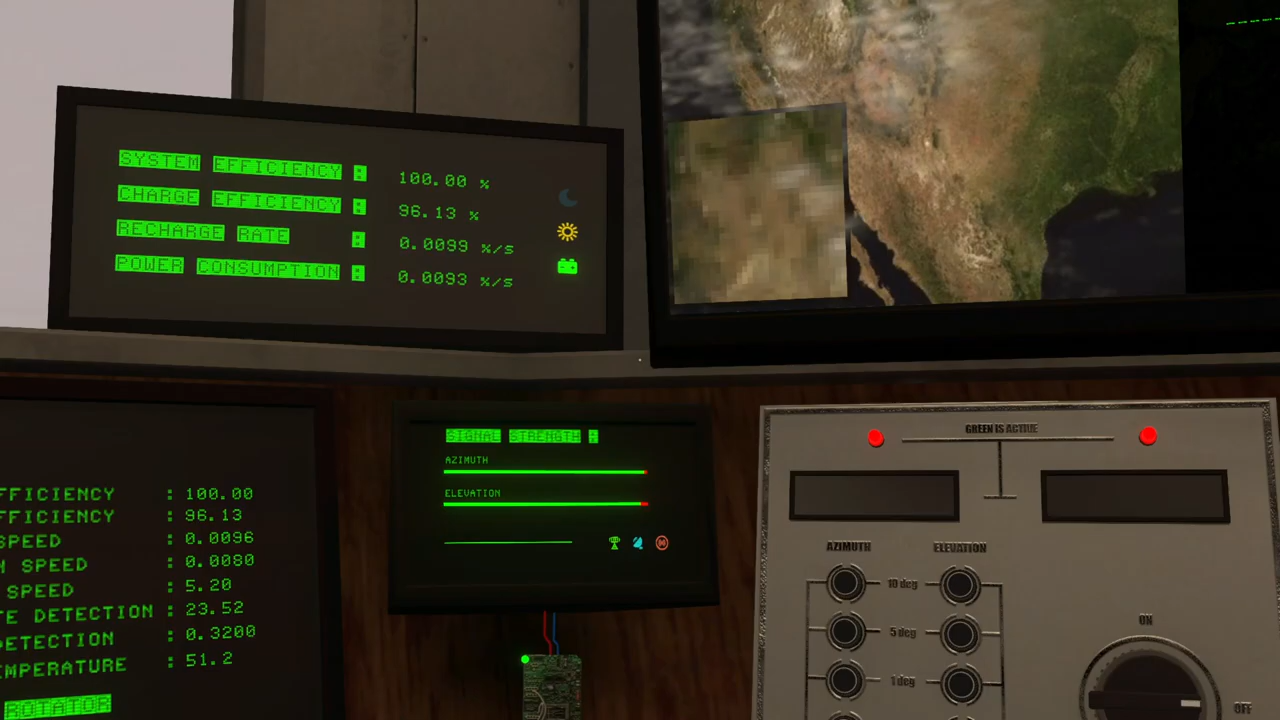 SYSTEM EFFICIENCY : 100.00 %
CHARGE EFFICIENCY : 96.13 %
RECHARGE RATE : 0.0099 %/s
POWER CONSUMPTION : 0.0093 %/s
FFICIENCY : 100.00
FFICIENCY : 96.13
SPEED : 0.0096
N SPEED : 0.0080
SPEED : 5.20
TE DETECTION : 23.52
DETECTION : 0.3200
MPERATURE : 51.2
ROTATOR
SIGNAL STRENGTH :
AZIMUTH
ELEVATION
GREEN IS ACTIVE
AZIMUTH ELEVATION
10 deg
5 deg
1 deg
ON
OFF